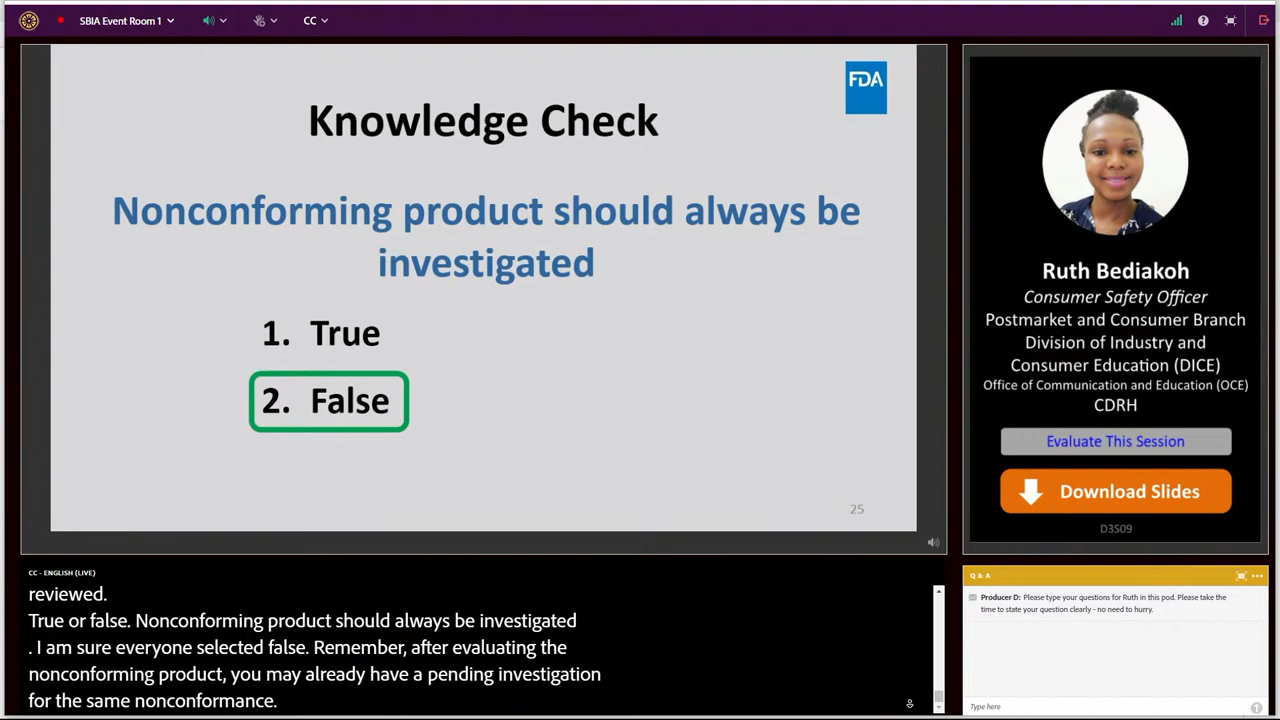 SBIA Event Room 1
CC
FDA
Knowledge Check
Nonconforming product should always be
investigated
1. True
2. False
25
Ruth Bediakoh
Consumer Safety Officer
Postmarket and Consumer Branch
Division of Industry and
Consumer Education (DICE)
Office of Communication and Education (OCE)
CDRH
Evaluate This Session
Download Slides
D3S09
CC - ENGLISH (LIVE)
reviewed.
True or false. Nonconforming product should always be investigated
. I am sure everyone selected false. Remember, after evaluating the
nonconforming product, you may already have a pending investigation
for the same nonconformance.
Q & A
Producer D: Please type your questions for Ruth in this pod. Please take the
time to state your question clearly - no need to hurry.
Type here